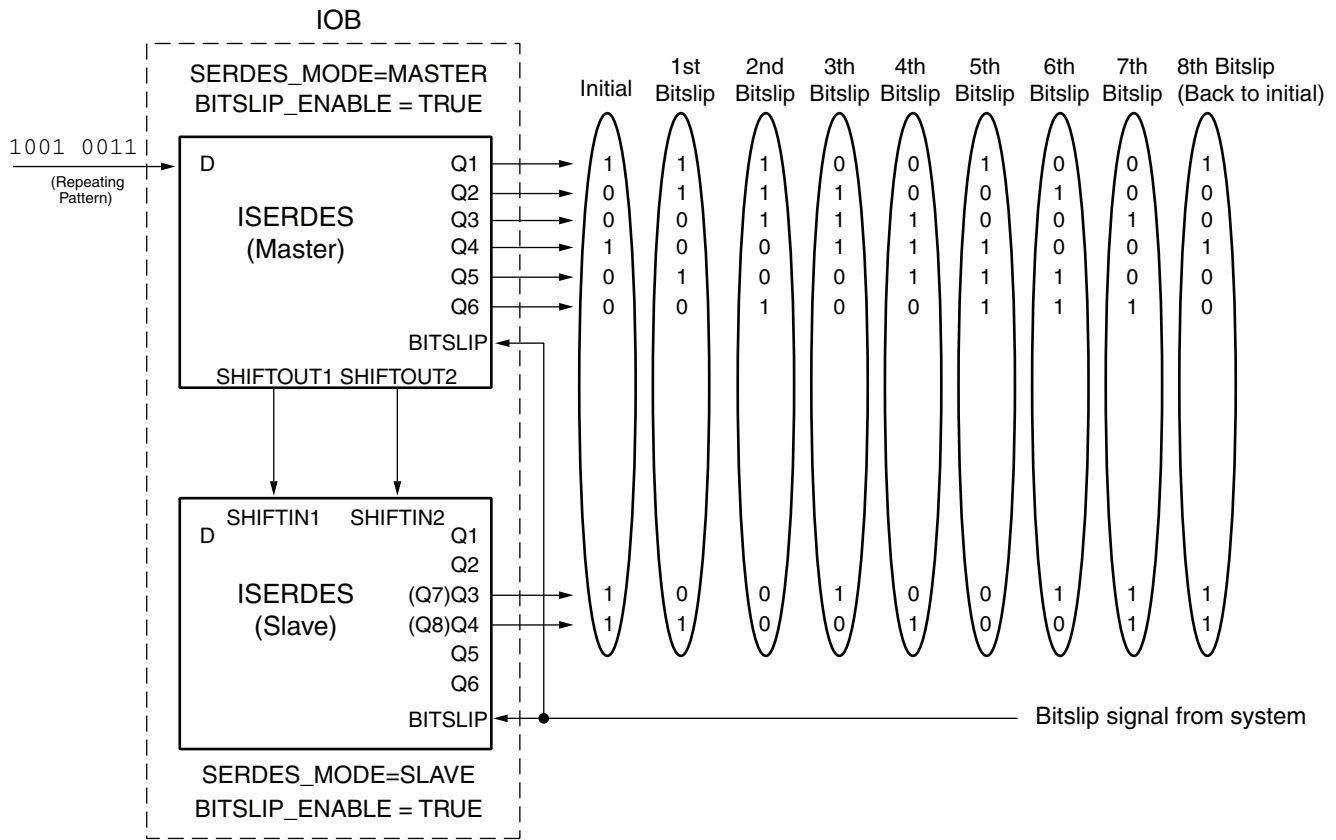 IOB
SERDES_MODE=MASTER
BITSLIP_ENABLE = TRUE
Initial
1st Bitslip
2nd Bitslip
3th Bitslip
4th Bitslip
5th Bitslip
6th Bitslip
7th Bitslip
8th Bitslip
(Back to initial)
1001 0011
(Repeating
Pattern)
D
ISERDES
(Master)
Q1 1 1 1 0 0 1 0 0 1
Q2 0 1 1 1 0 0 1 0 0
Q3 0 0 1 1 1 0 0 1 0
Q4 1 0 0 1 1 1 0 0 1
Q5 0 1 0 0 1 1 1 0 0
Q6 0 0 1 0 0 1 1 1 0
BITSLIP
SHIFTOUT1 SHIFTOUT2
SHIFTIN1 SHIFTIN2
D
ISERDES
(Slave)
Q1
Q2
(Q7)Q3 1 0 0 1 0 0 1 1 1
(Q8)Q4 1 1 0 0 1 0 0 1 1
Q5
Q6
BITSLIP
Bitslip signal from system
SERDES_MODE=SLAVE
BITSLIP_ENABLE = TRUE